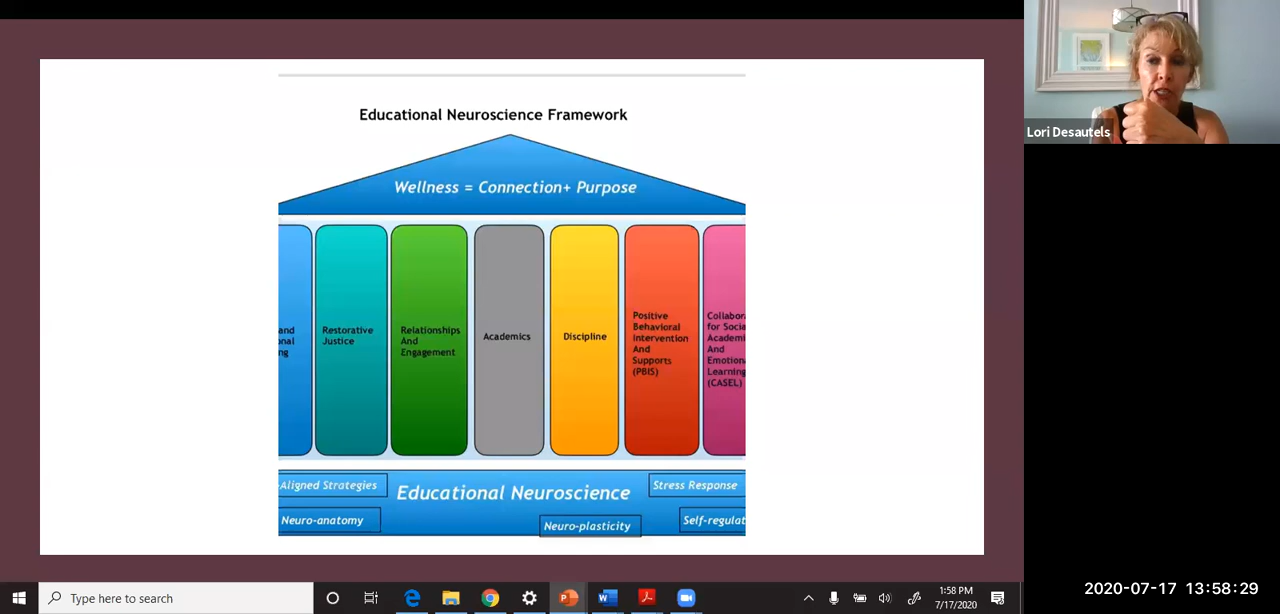 Educational Neuroscience Framework
Wellness = Connection+ Purpose
and
nal
ng
Restorative
Justice
Relationships
And
Engagement
Academics
Discipline
Positive
Behavioral
Intervention
And
Supports
(PBIS)
Collabor
for Socia
Academi
And
Emotion
Learning
(CASEL)
-Aligned Strategies
Educational Neuroscience
Stress Response
Neuro-anatomy
Neuro-plasticity
Self-regulat
Lori Desautels
Type here to search
1:58 PM
7/17/2020
2020-07-17 13:58:29